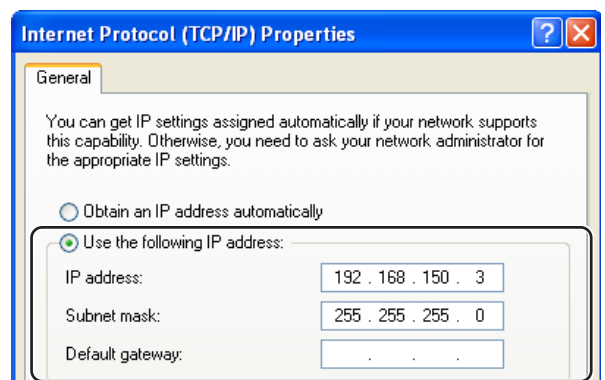 Internet Protocol (TCP/IP) Properties
General
You can get IP settings assigned automatically if your network supports
this capability. Otherwise, you need to ask your network administrator for
the appropriate IP settings.
Obtain an IP address automatically
Use the following IP address:
IP address: 192 . 168 . 150 . 3
Subnet mask: 255 . 255 . 255 . 0
Default gateway: . . .